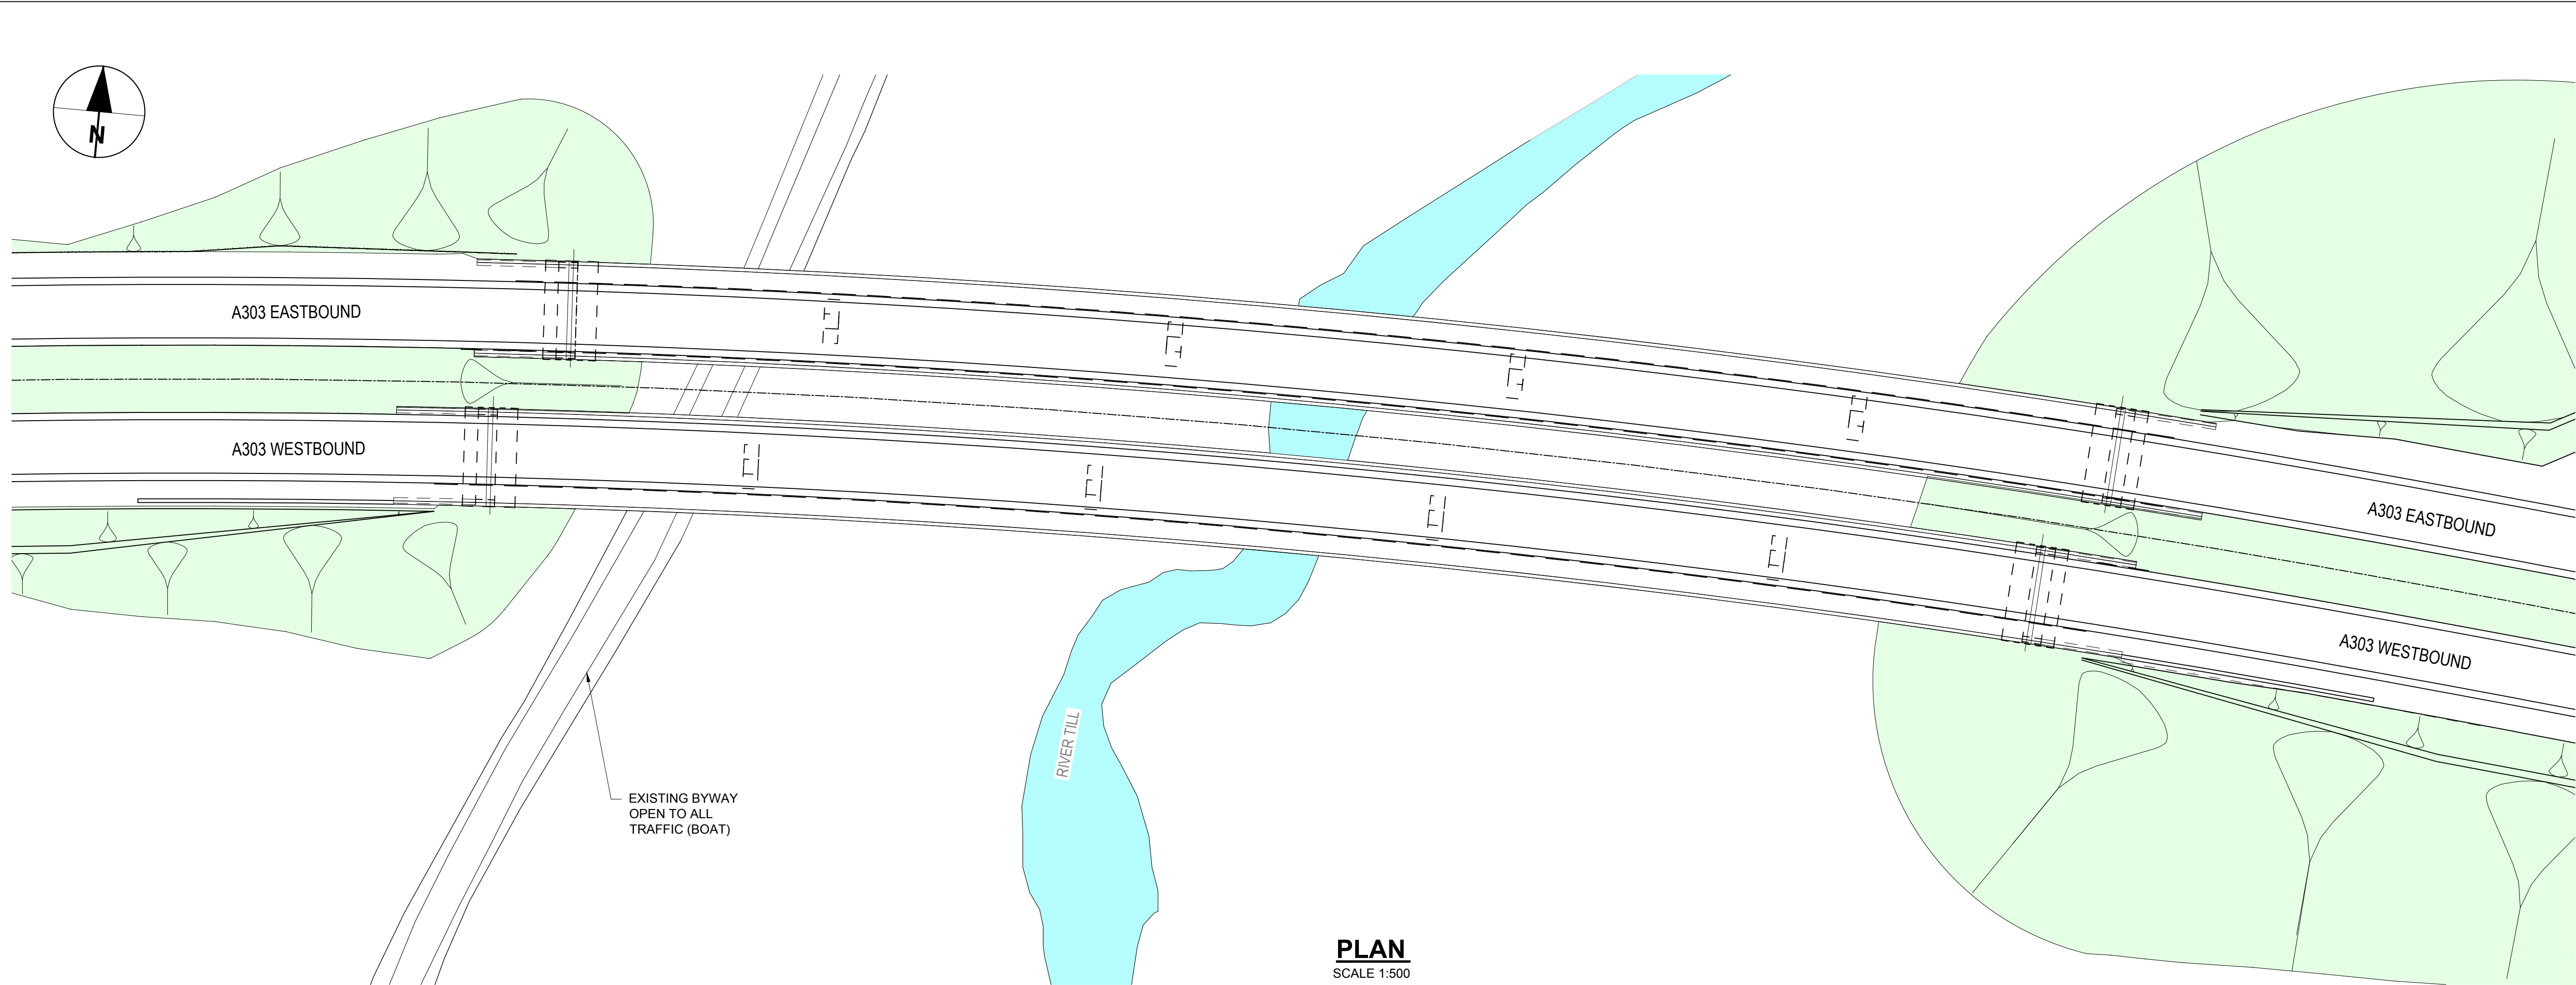 N
A303 EASTBOUND
A303 WESTBOUND
A303 EASTBOUND
A303 WESTBOUND
RIVER TILL
EXISTING BYWAY
OPEN TO ALL
TRAFFIC (BOAT)
PLAN
SCALE 1:500